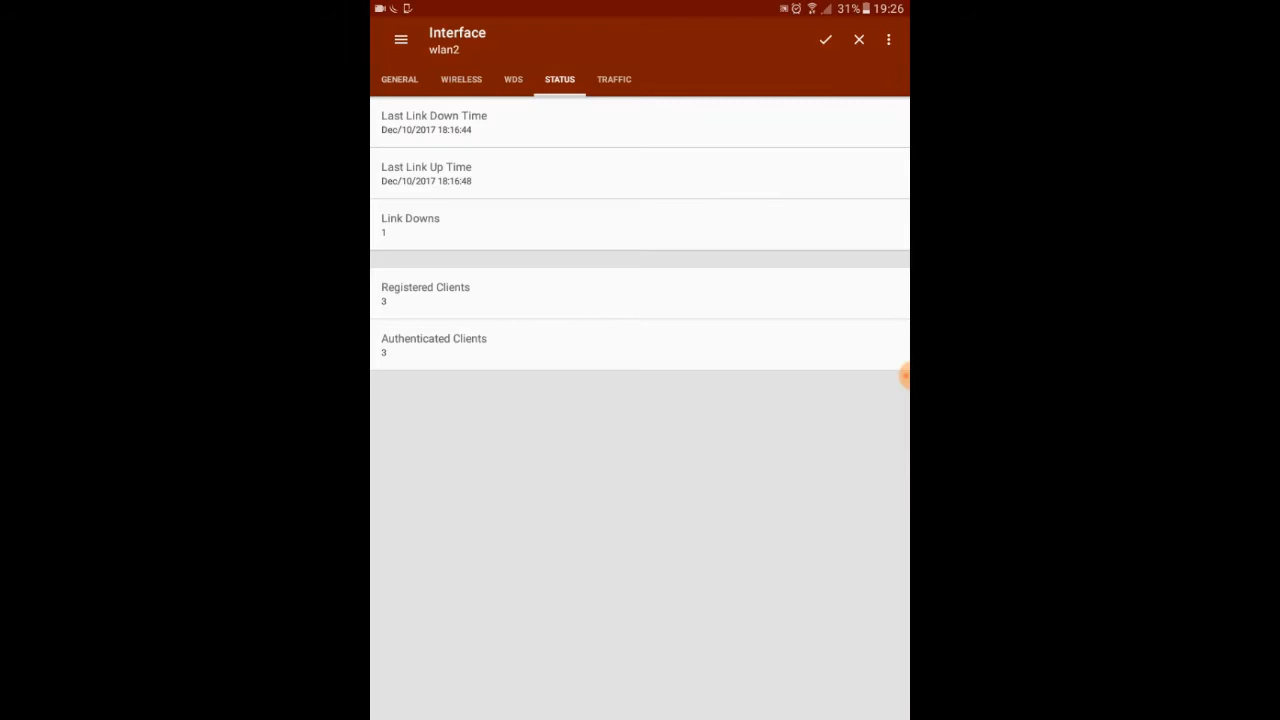 31% 19:26
Interface
wlan2
GENERAL WIRELESS WDS STATUS TRAFFIC
Last Link Down Time
Dec/10/2017 18:16:44
Last Link Up Time
Dec/10/2017 18:16:48
Link Downs
1
Registered Clients
3
Authenticated Clients
3